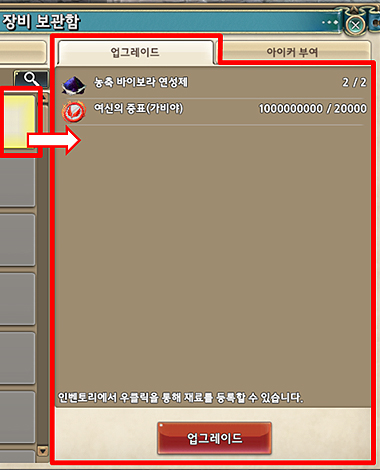 장비 보관함
업그레이드
아이커 부여
농축 바이보라 연성제 2 / 2
여신의 증표(가비야) 1000000000 / 20000
인벤토리에서 우클릭을 통해 재료를 등록할 수 있습니다.
업그레이드